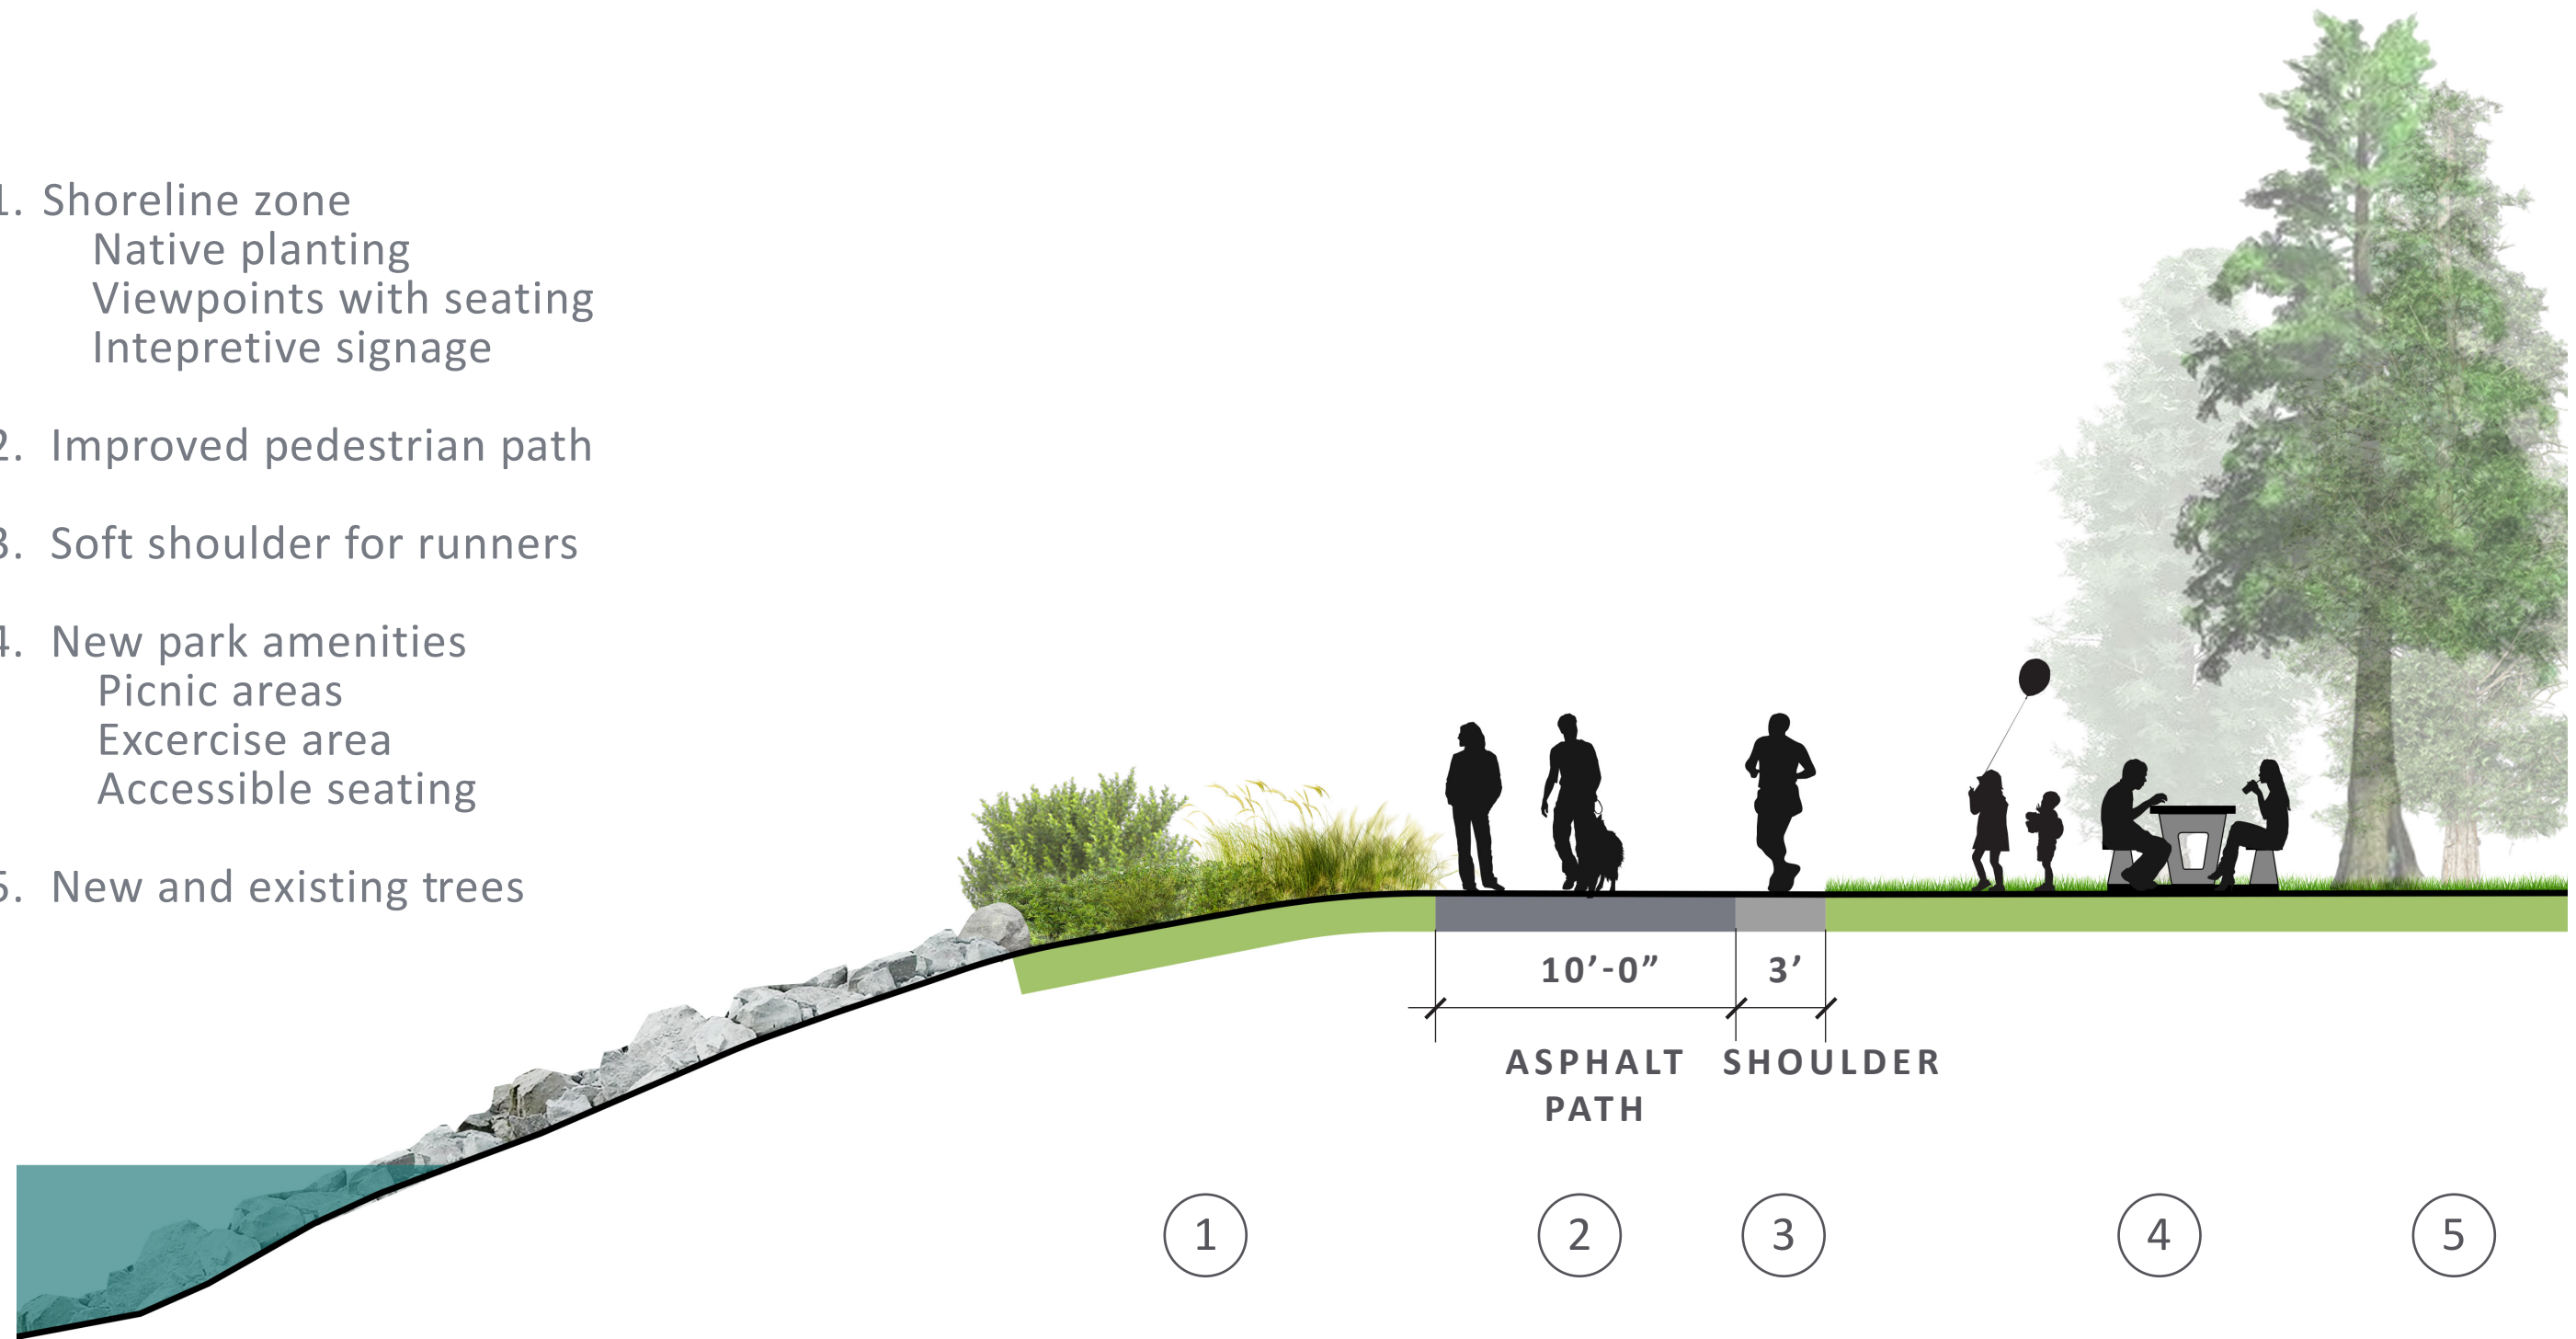 1. Shoreline zone
Native planting
Viewpoints with seating
Intepretive signage
2. Improved pedestrian path
3. Soft shoulder for runners
4. New park amenities
Picnic areas
Excercise area
Accessible seating
5. New and existing trees
10’-0” 3’
ASPHALT SHOULDER
PATH
1 2 3 4 5